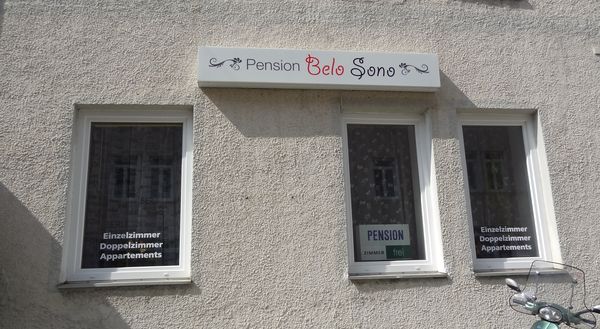 Pension Belo Sono
Einzelzimmer
Doppelzimmer
Appartements
PENSION
ZIMMER frei
Einzelzimmer
Doppelzimmer
Appartements